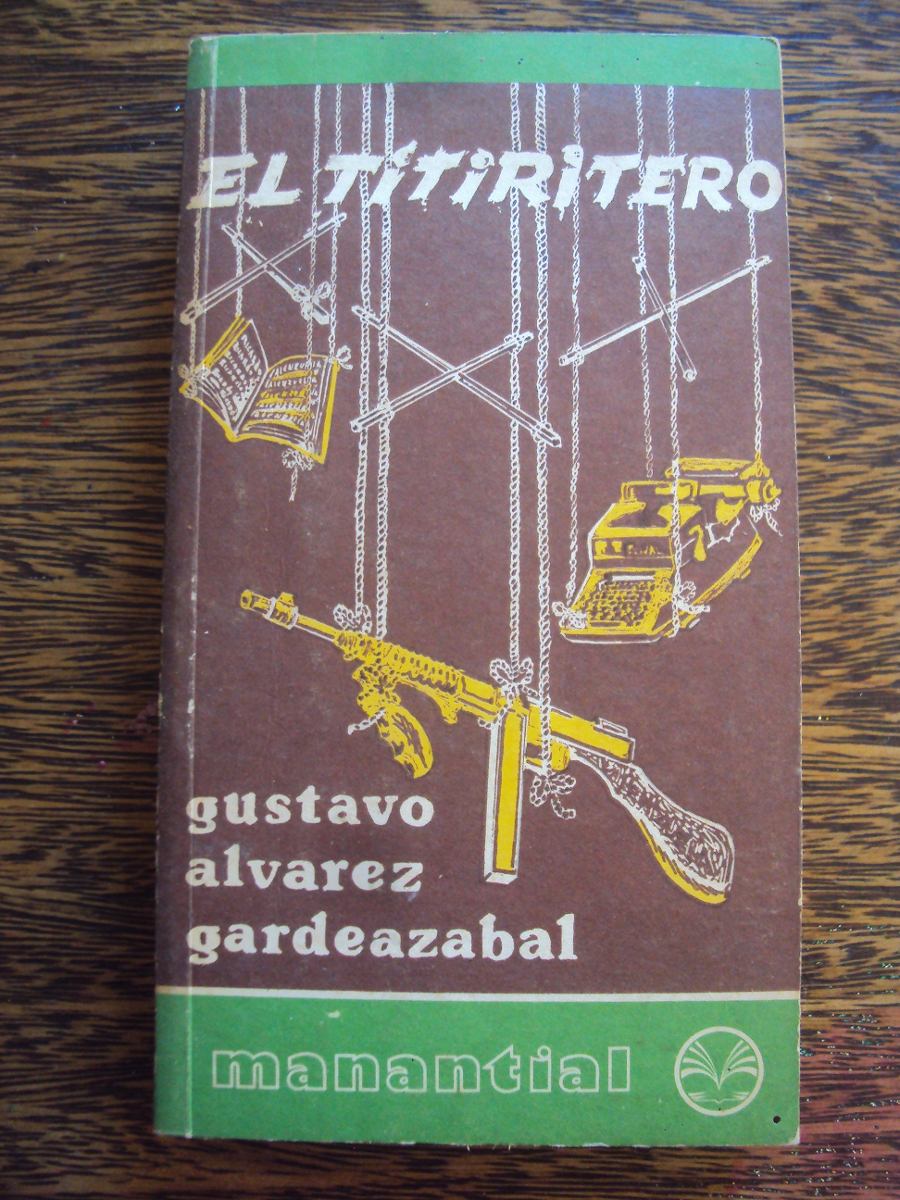 EL TiTiRiTERO
gustavo
alvarez
gardeazabal
manantial